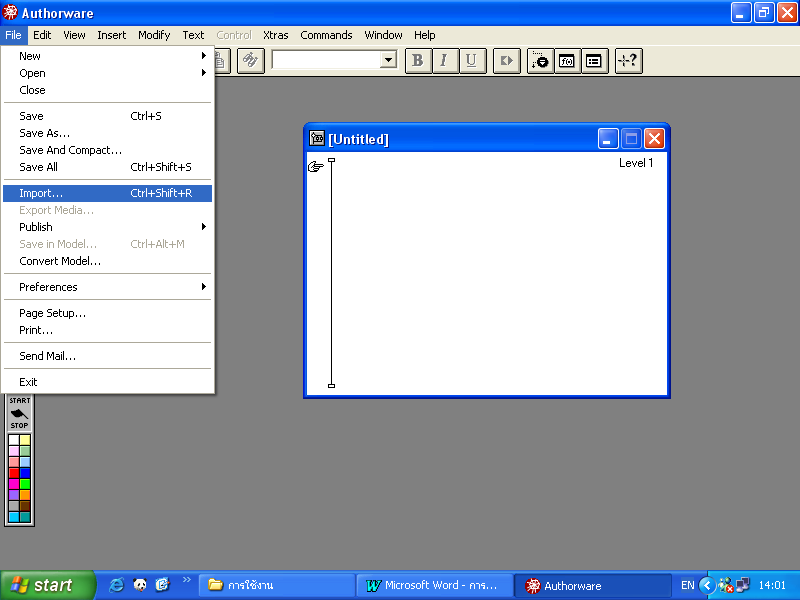 Authorware
File Edit View Insert Modify Text Control Xtras Commands Window Help
B I U
New
Open
Close
Save Ctrl+S
Save As...
Save And Compact...
Save All Ctrl+Shift+S
Import... Ctrl+Shift+R
Export Media...
Publish
Save in Model... Ctrl+Alt+M
Convert Model...
Preferences
Page Setup...
Print...
Send Mail...
Exit
[Untitled]
Level 1
START
STOP
start
การใช้งาน
Microsoft Word - การ...
Authorware
EN
14:01